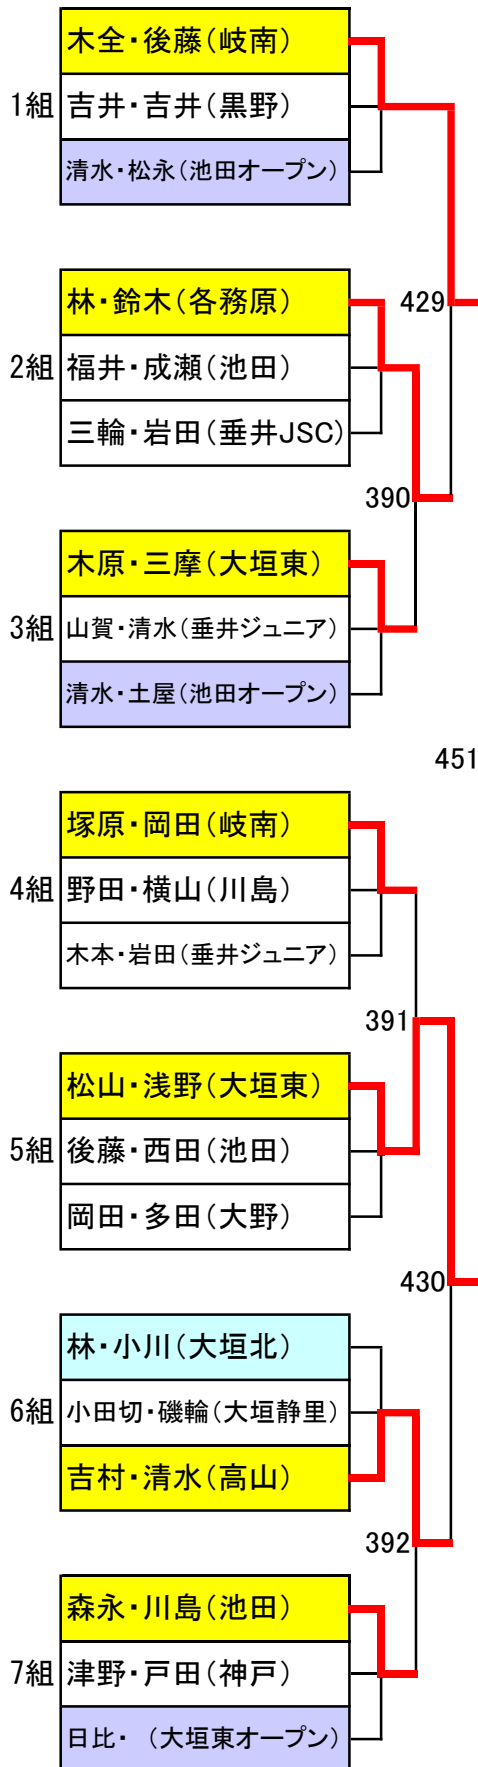 木全・後藤（岐南）
1組 吉井・吉井（黒野）
清水・松永（池田オープン）
林・鈴木（各務原） 429
2組 福井・成瀬（池田）
三輪・岩田（垂井JSC）
390
木原・三摩（大垣東）
3組 山賀・清水（垂井ジュニア）
清水・土屋（池田オープン）
451
塚原・岡田（岐南）
4組 野田・横山（川島）
木本・岩田（垂井ジュニア）
391
松山・浅野（大垣東）
5組 後藤・西田（池田）
岡田・多田（大野）
430
林・小川（大垣北）
6組 小田切・磯輪（大垣静里）
吉村・清水（高山）
392
森永・川島（池田）
7組 津野・戸田（神戸）
日比・　（大垣東オープン）